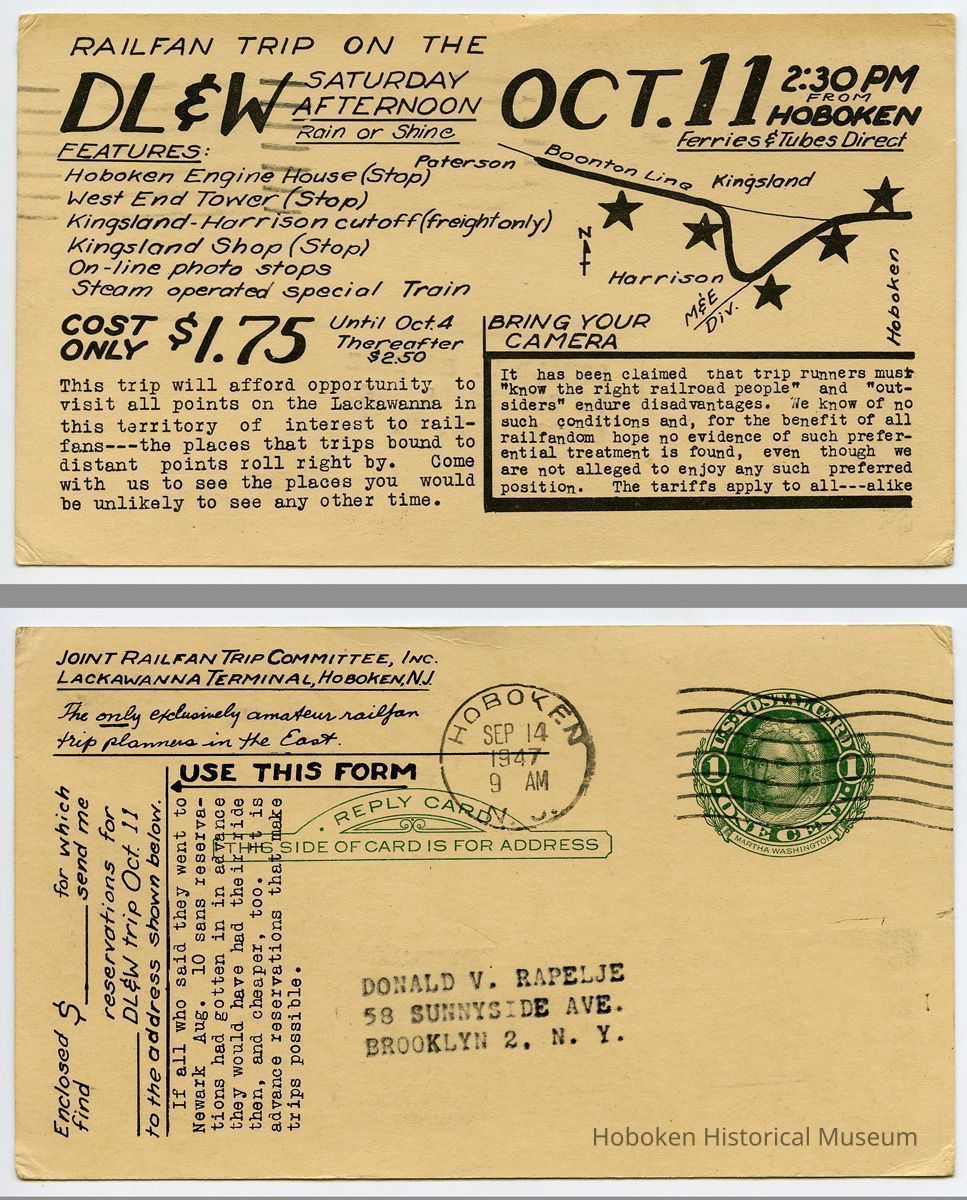 RAILFAN TRIP ON THE
DL&W SATURDAY AFTERNOON
Rain or Shine
OCT. 11 2:30 PM
FROM
HOBOKEN
Ferries & Tubes Direct
FEATURES:
Hoboken Engine House (Stop)
West End Tower (Stop)
Kingsland-Harrison cutoff (freight only)
Kingsland Shop (Stop)
On-line photo stops
Steam operated special Train
Paterson
Boonton Line
Kingsland
N
Harrison
M&E
Div.
Hoboken
COST
ONLY $1.75
Until Oct. 4
Thereafter
$2.50
This trip will afford opportunity to
visit all points on the Lackawanna in
this territory of interest to rail-
fans---the places that trips bound to
distant points roll right by. Come
with us to see the places you would
be unlikely to see any other time.
BRING YOUR
CAMERA
It has been claimed that trip runners must
"know the right railroad people" and "out-
siders" endure disadvantages. We know of no
such conditions and, for the benefit of all
railfandom hope no evidence of such prefer-
ential treatment is found, even though we
are not alleged to enjoy any such preferred
position. The tariffs apply to all---alike
JOINT RAILFAN TRIP COMMITTEE, INC.
LACKAWANNA TERMINAL, HOBOKEN, N.J.
The only exclusively amateur railfan
trip planners in the East.
USE THIS FORM
Enclosed $ for which
find send me
reservations for
DL&W trip Oct. 11
to the address shown below.
If all who said they went to
Newark Aug. 10 sans reserva-
tions had gotten in in advance
they would have had their ride
then, and cheaper, too. It is
advance reservations that make
trips possible.
HOBOKEN
SEP 14
1947
9 AM
N. J.
REPLY CARD
THIS SIDE OF CARD IS FOR ADDRESS
U.S. POSTAL CARD
1 1
ONE CENT
MARTHA WASHINGTON
DONALD V. RAPELJE
58 SUNNYSIDE AVE.
BROOKLYN 2, N. Y.
Hoboken Historical Museum